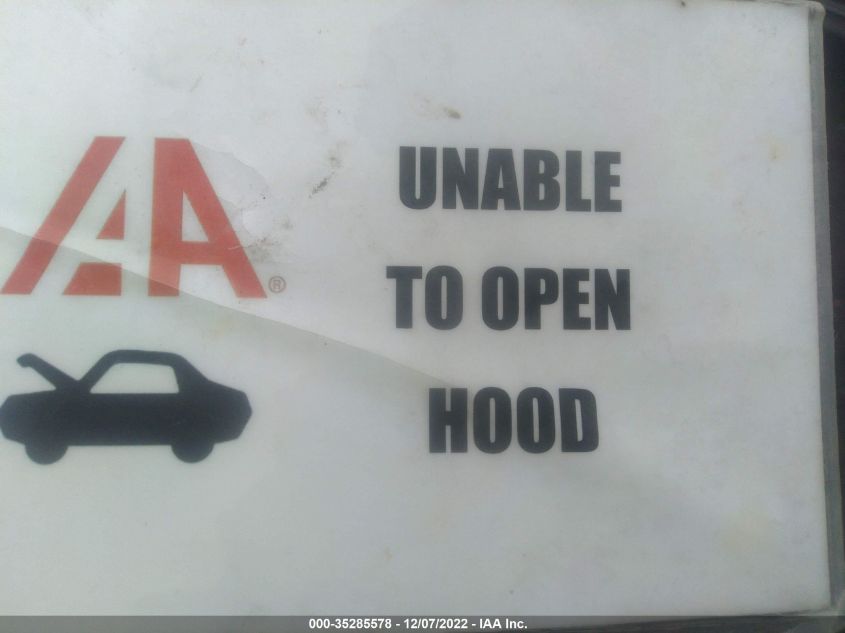 IAA®
UNABLE
TO OPEN
HOOD
000-35285578 - 12/07/2022 - IAA Inc.